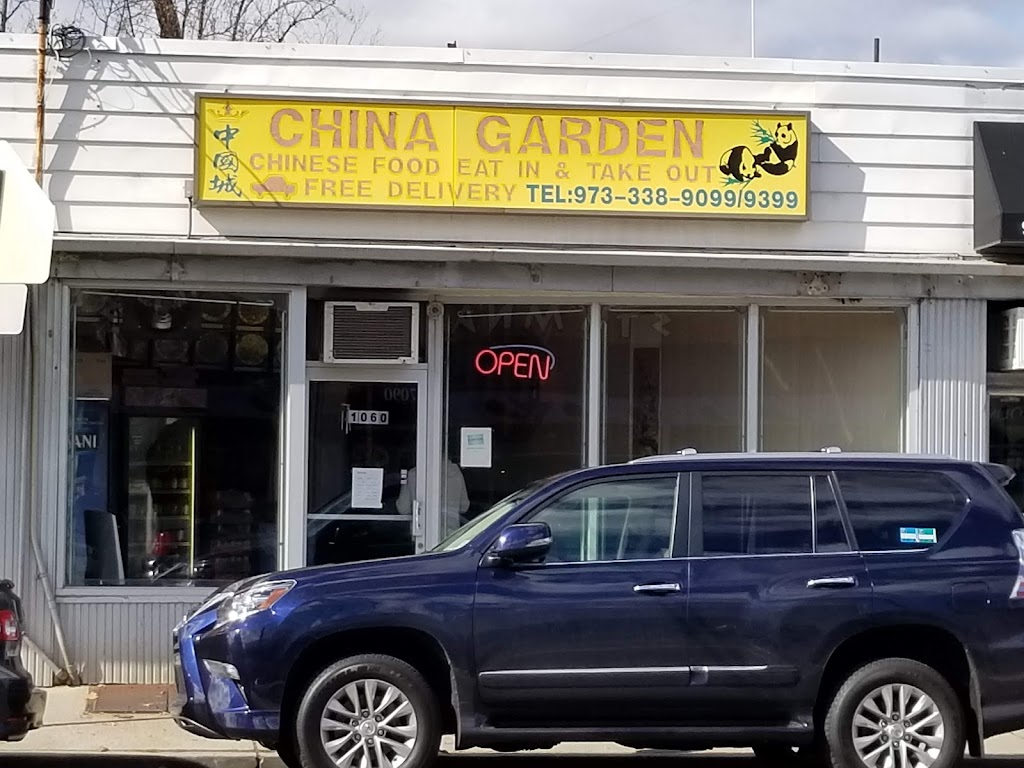 中國城
CHINA GARDEN
CHINESE FOOD EAT IN & TAKE OUT
FREE DELIVERY TEL:973-338-9099/9399
OPEN
1060
ANI